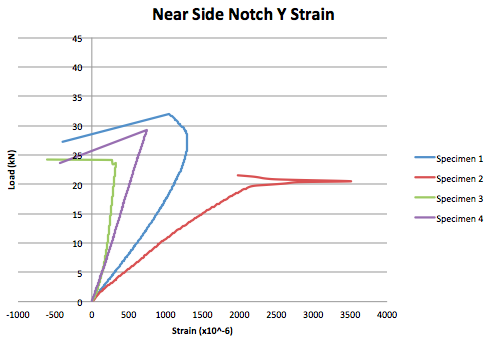 Near Side Notch Y Strain
45
40
35
30
25
20
15
10
5
0
Load (kN)
-1000 -500 0 500 1000 1500 2000 2500 3000 3500 4000
Strain (x10^-6)
Specimen 1
Specimen 2
Specimen 3
Specimen 4